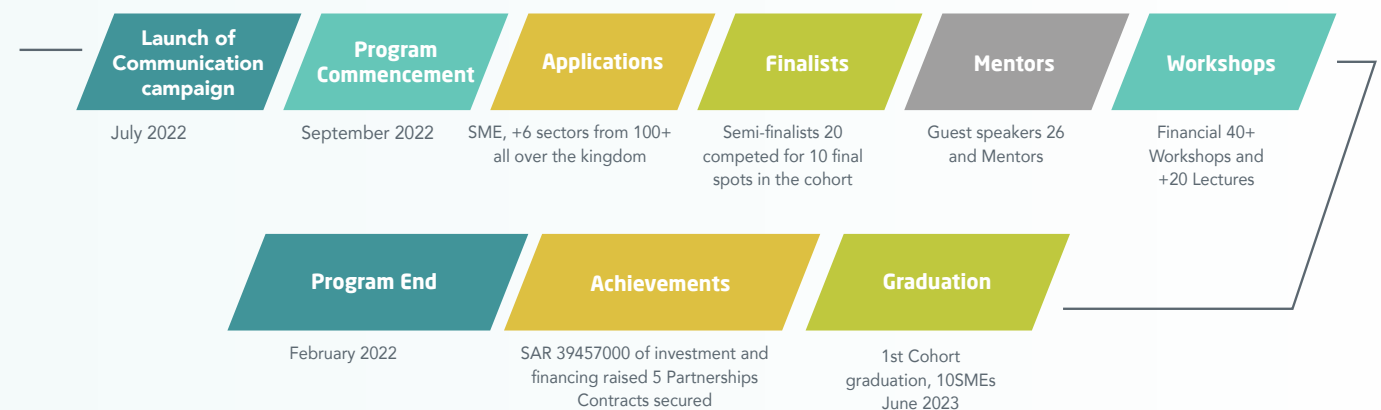 Launch of
Communication
campaign
July 2022
Program
Commencement
September 2022
Applications
SME, +6 sectors from 100+
all over the kingdom
Finalists
Semi-finalists 20
competed for 10 final
spots in the cohort
Mentors
Guest speakers 26
and Mentors
Workshops
Financial 40+
Workshops and
+20 Lectures
Program End
February 2022
Achievements
SAR 39457000 of investment and
financing raised 5 Partnerships
Contracts secured
Graduation
1st Cohort
graduation, 10SMEs
June 2023